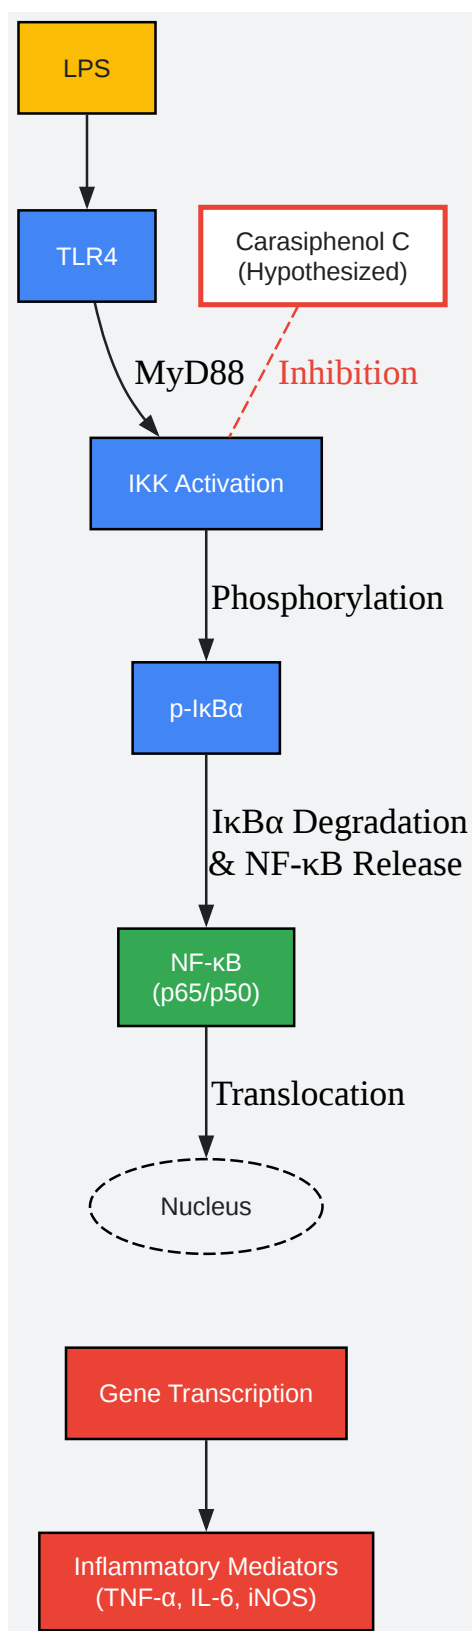 LPS
TLR4
Carasiphenol C
(Hypothesized)
MyD88
Inhibition
IKK Activation
Phosphorylation
p-IκBα
IκBα Degradation
& NF-κB Release
NF-κB
(p65/p50)
Translocation
Nucleus
Gene Transcription
Inflammatory Mediators
(TNF-α, IL-6, iNOS)